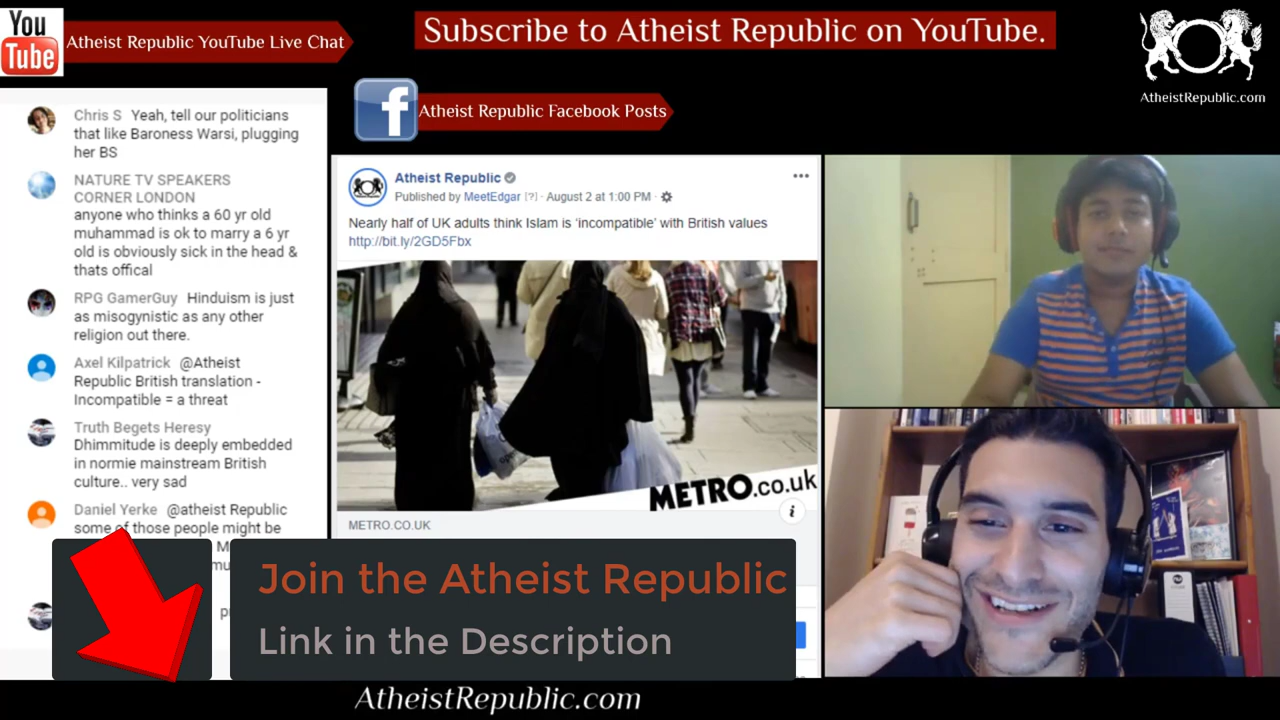 You
Tube
Atheist Republic YouTube Live Chat
Subscribe to Atheist Republic on YouTube.
AtheistRepublic.com
f
Atheist Republic Facebook Posts
Chris S Yeah, tell our politicians
that like Baroness Warsi, plugging
her BS
NATURE TV SPEAKERS
CORNER LONDON
anyone who thinks a 60 yr old
muhammad is ok to marry a 6 yr
old is obviously sick in the head &
thats offical
RPG GamerGuy Hinduism is just
as misogynistic as any other
religion out there.
Axel Kilpatrick @Atheist
Republic British translation -
Incompatible = a threat
Truth Begets Heresy
Dhimmitude is deeply embedded
in normie mainstream British
culture.. very sad
Daniel Yerke @atheist Republic
some of those people might be
Atheist Republic
Published by MeetEdgar [?] · August 2 at 1:00 PM ·
Nearly half of UK adults think Islam is ‘incompatible’ with British values
http://bit.ly/2GD5Fbx
METRO.co.uk
i
METRO.CO.UK
Join the Atheist Republic
Link in the Description
AtheistRepublic.com